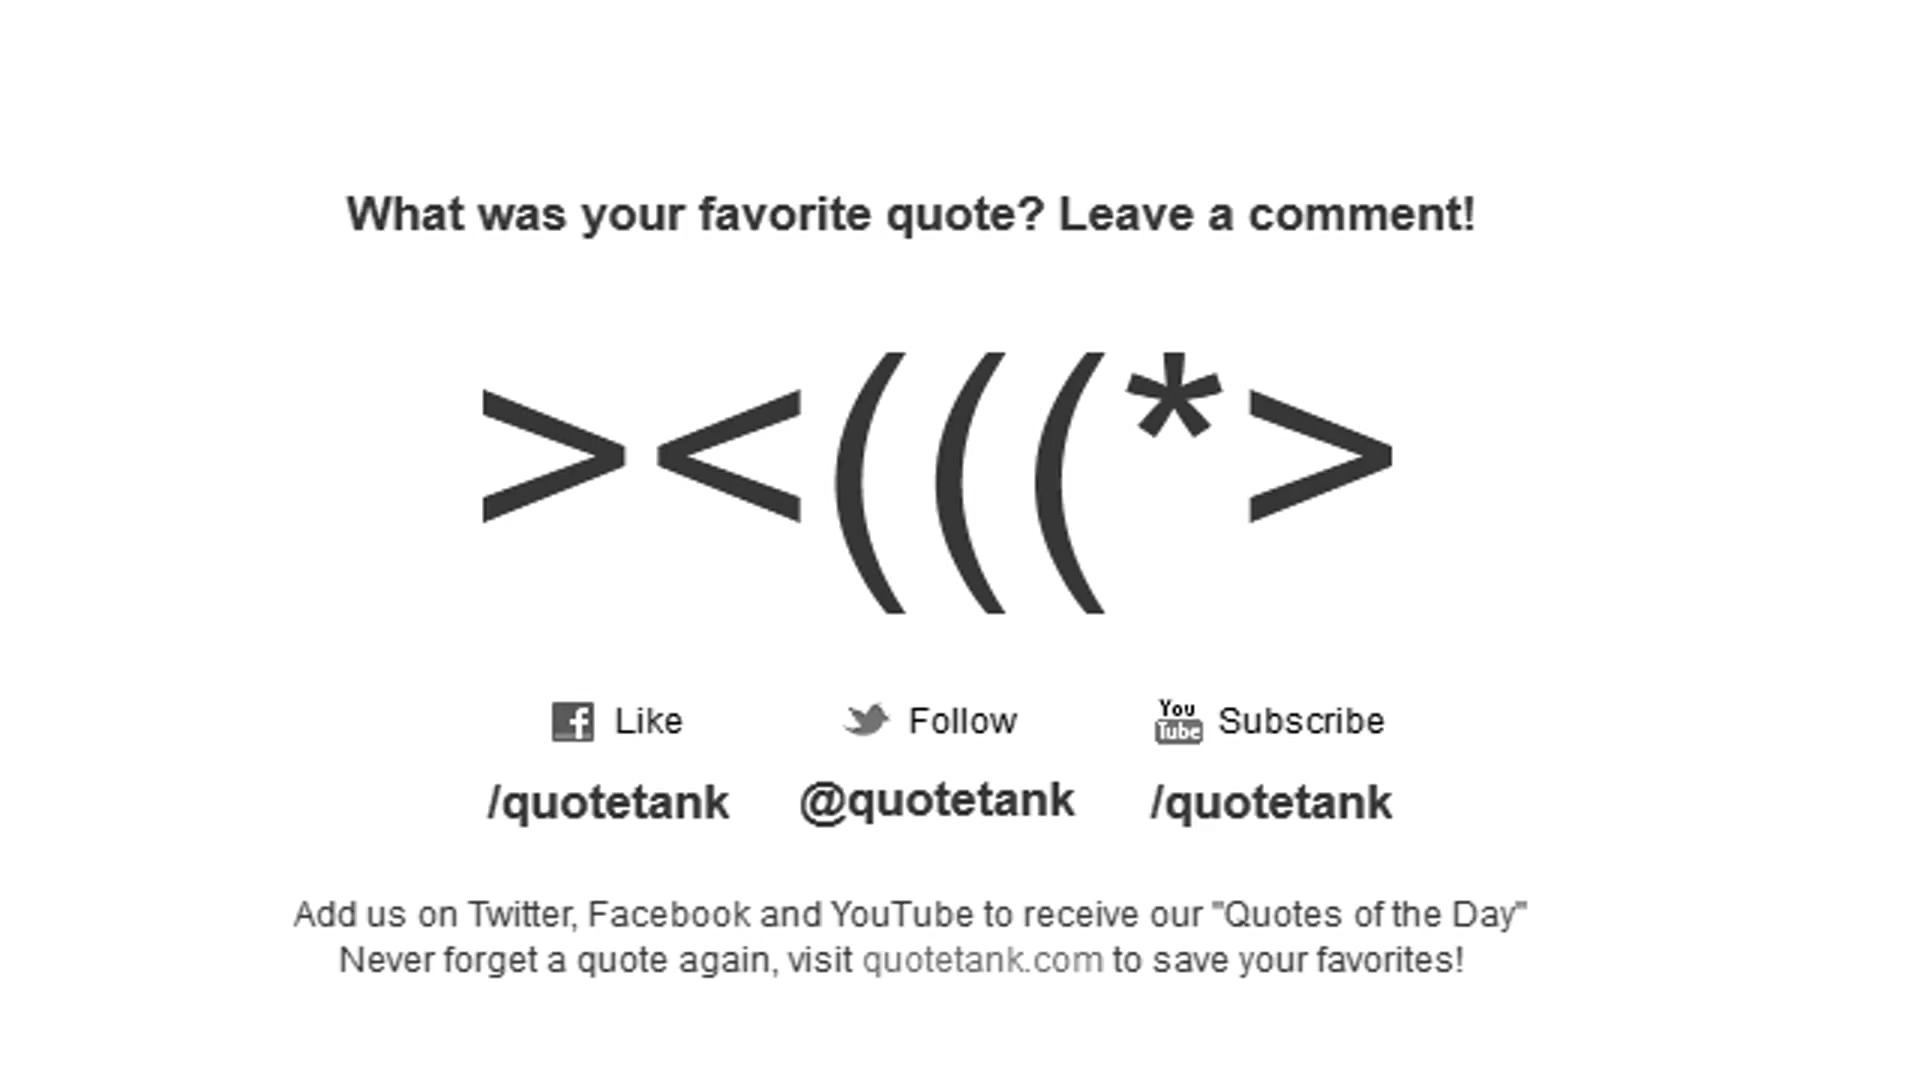 What was your favorite quote? Leave a comment!
><(((*>
f Like
Follow
You Tube Subscribe
/quotetank
@quotetank
/quotetank
Add us on Twitter, Facebook and YouTube to receive our "Quotes of the Day"
Never forget a quote again, visit quotetank.com to save your favorites!